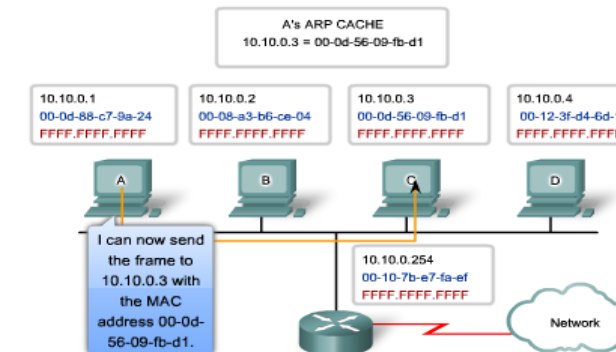 A's ARP CACHE
10.10.0.3 = 00-0d-56-09-fb-d1
10.10.0.1
00-0d-88-c7-9a-24
FFFF.FFFF.FFFF
10.10.0.2
00-08-a3-b6-ce-04
FFFF.FFFF.FFFF
10.10.0.3
00-0d-56-09-fb-d1
FFFF.FFFF.FFFF
10.10.0.4
A
B
C
D
I can now send
the frame to
10.10.0.3 with
the MAC
address 00-0d-
56-09-fb-d1.
10.10.0.254
00-10-7b-e7-fa-ef
FFFF.FFFF.FFFF
Network